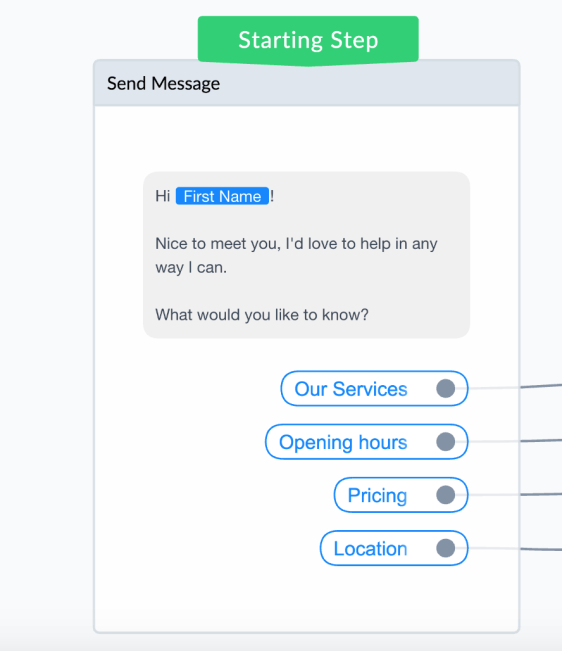 Starting Step
Send Message
Hi First Name!
Nice to meet you, I'd love to help in any
way I can.
What would you like to know?
Our Services
Opening hours
Pricing
Location